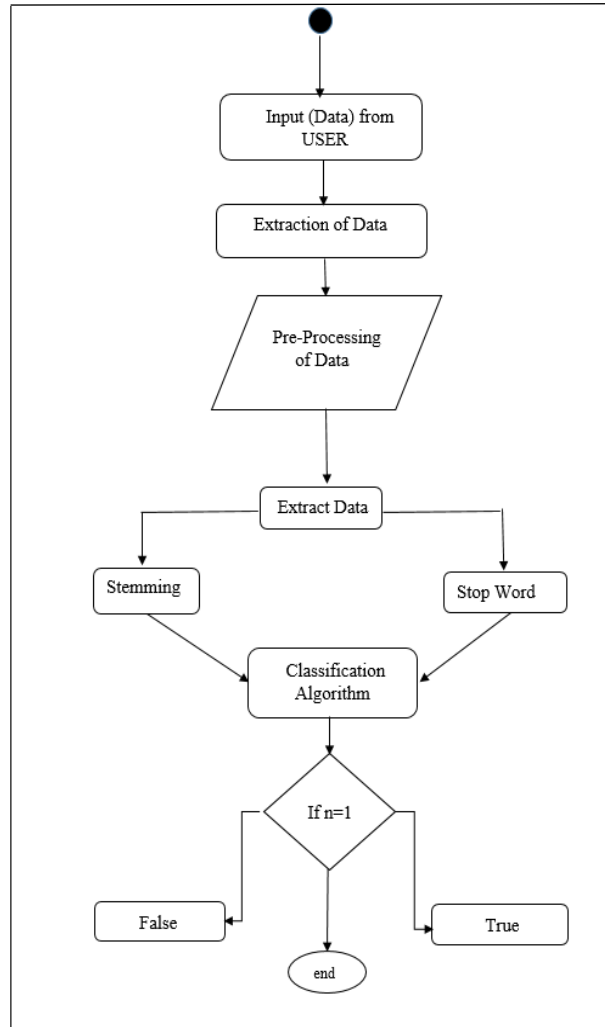 Input (Data) from
USER
Extraction of Data
Pre-Processing
of Data
Extract Data
Stemming
Stop Word
Classification
Algorithm
If n=1
False
True
end